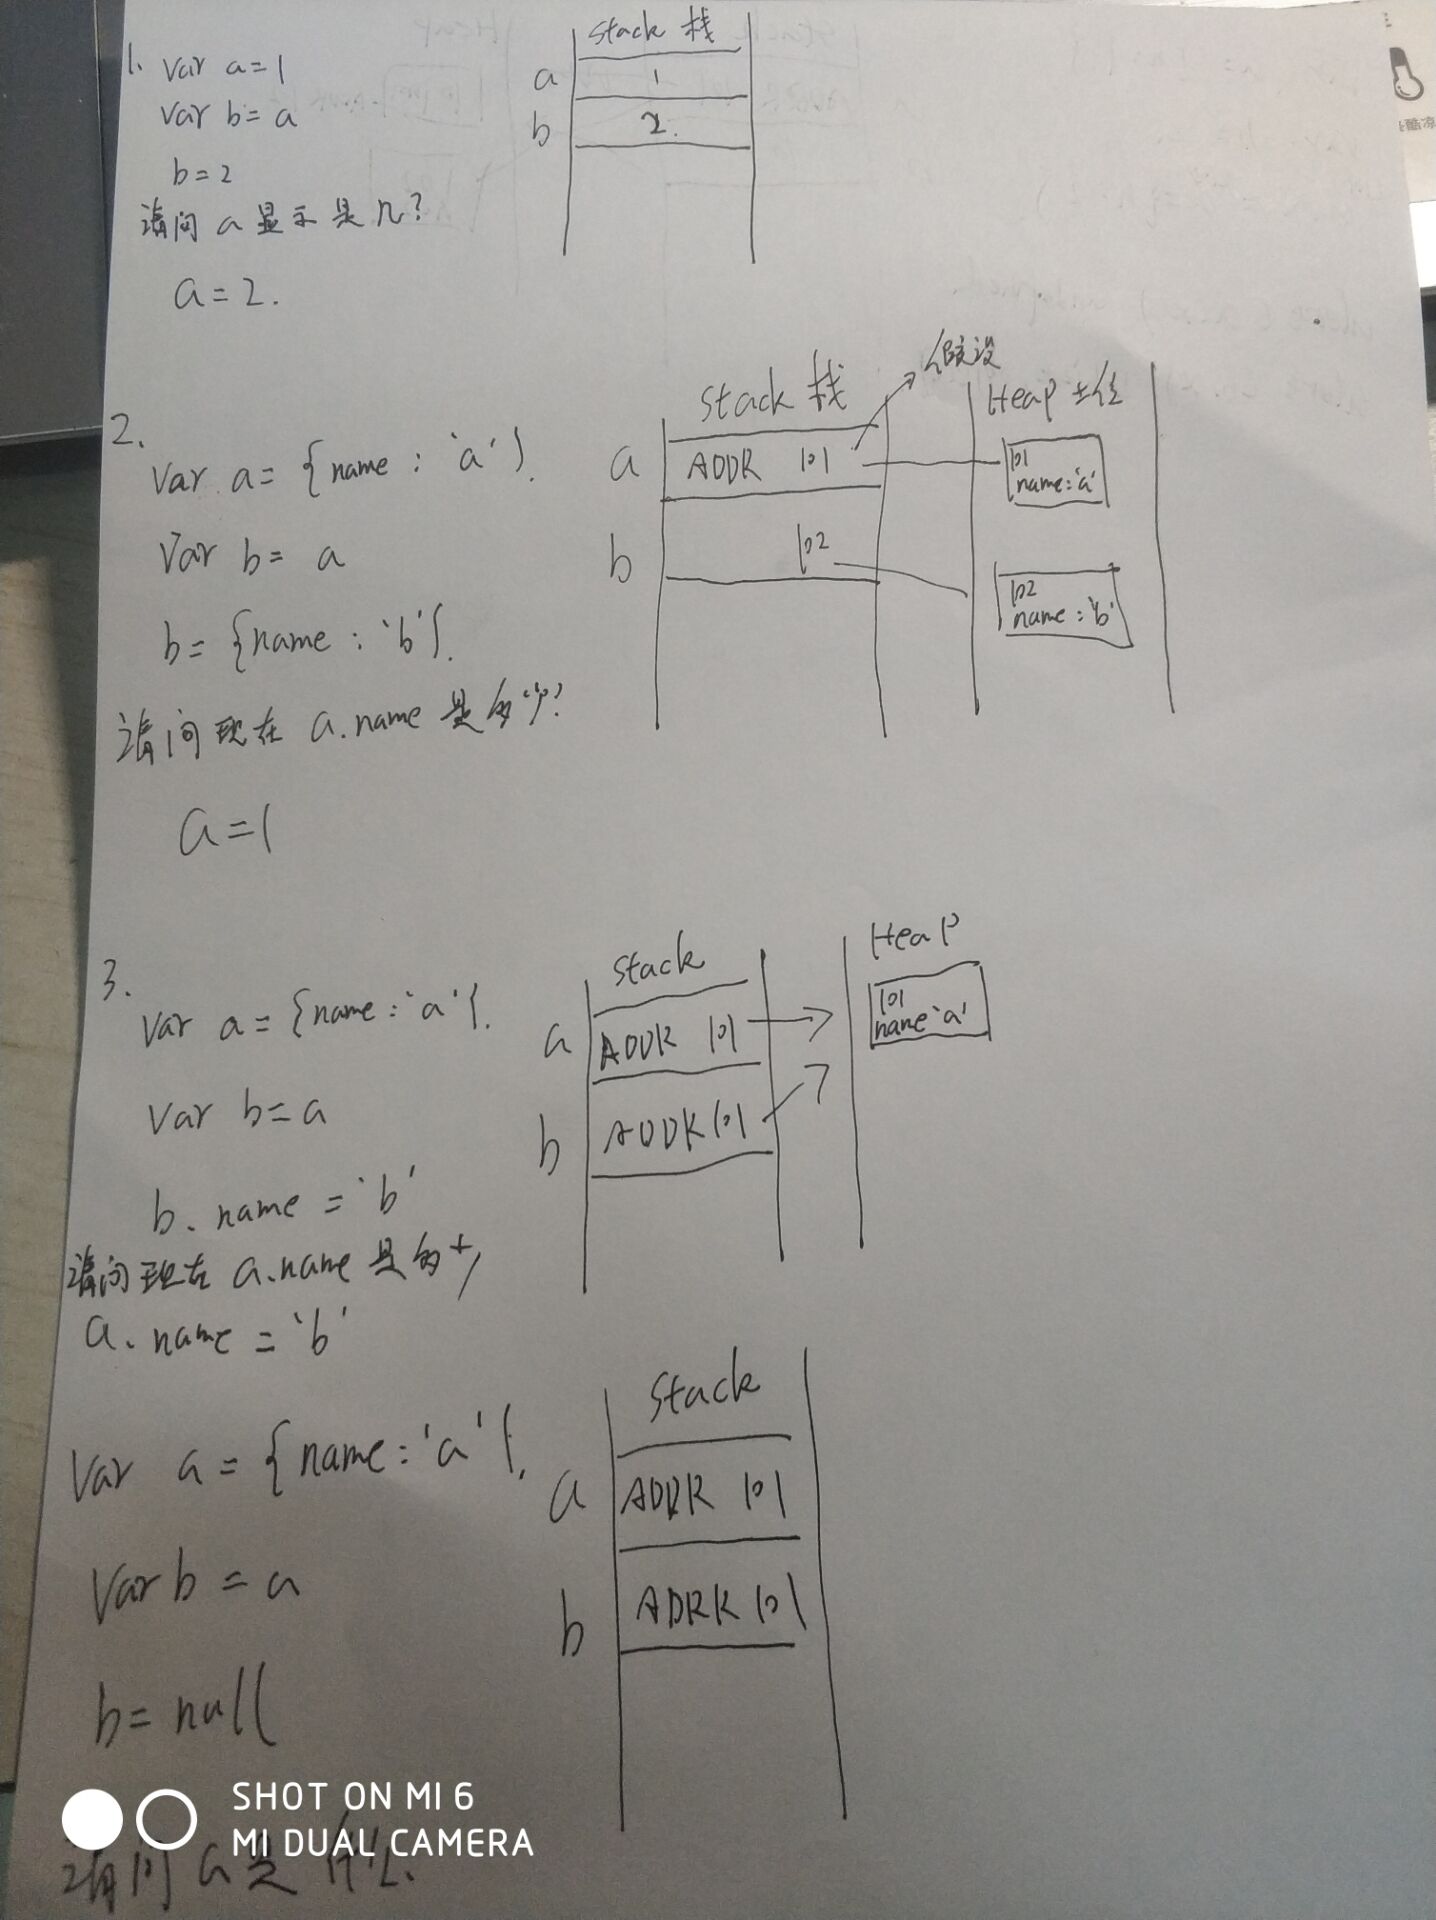 1. Var a=1
Var b=a
b=2
请问 a 显示是几?
a=2.
Stack 栈
a 1
b 2.
2.
Var a={name:'a'}.
Var b= a
b={name:'b'}.
请问现在 a.name 是多少?
a=1
Stack 栈
假设
a ADDR 101
b 102
Heap
101
name:'a'
102
name:'b'
3.
Var a={name:'a'}.
Var b=a
b.name='b'
请问现在 a.name 是多少
a.name='b'
Stack
a ADDR 101
b ADDR 101
Heap
101
name'a'
Var a={name:'a'}.
Var b=a
b=null
请问 a 是什么.
Stack
a ADDR 101
b ADRR 101
SHOT ON MI 6
MI DUAL CAMERA